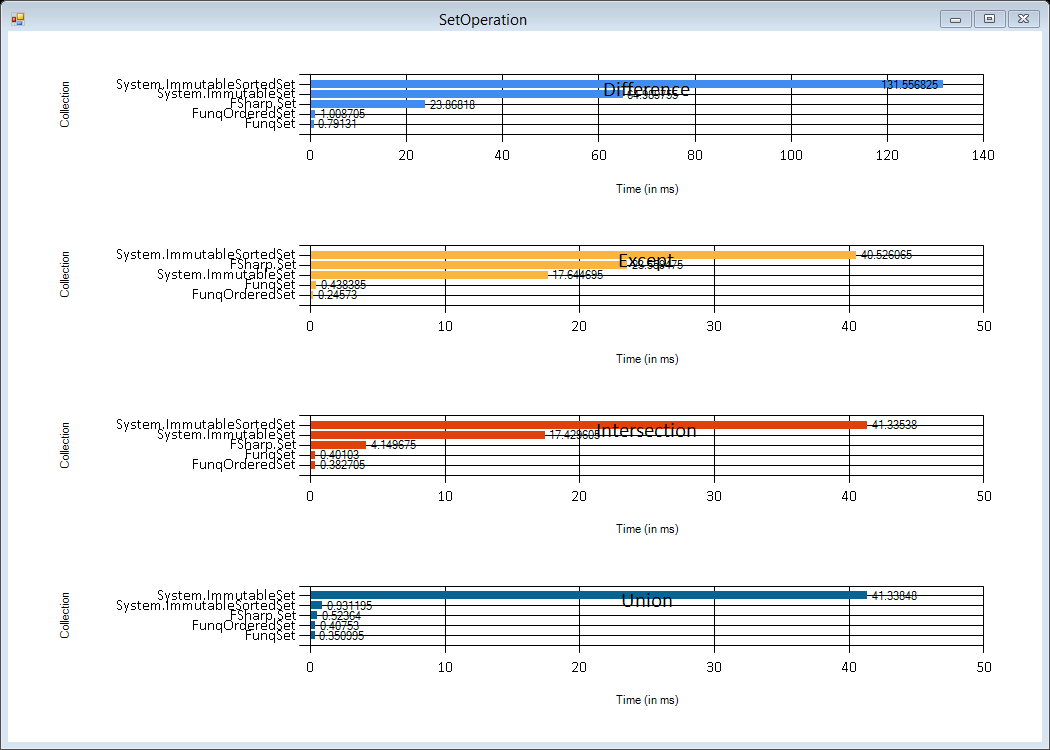 SetOperation
Difference
Collection
System.ImmutableSortedSet 131.556825
System.ImmutableSet
FSharp.Set 23.86818
FunqOrderedSet 1.008705
FunqSet 0.79131
0 20 40 60 80 100 120 140
Time (in ms)
Except
Collection
System.ImmutableSortedSet 40.526065
FSharp.Set
System.ImmutableSet 17.644695
FunqSet 0.438385
FunqOrderedSet 0.24573
0 10 20 30 40 50
Time (in ms)
Intersection
Collection
System.ImmutableSortedSet 41.33538
System.ImmutableSet 17.429605
FSharp.Set 4.149675
FunqSet 0.40103
FunqOrderedSet 0.382705
0 10 20 30 40 50
Time (in ms)
Union
Collection
System.ImmutableSet 41.33848
System.ImmutableSortedSet 0.931195
FSharp.Set 0.52364
FunqOrderedSet 0.40753
FunqSet 0.350995
0 10 20 30 40 50
Time (in ms)